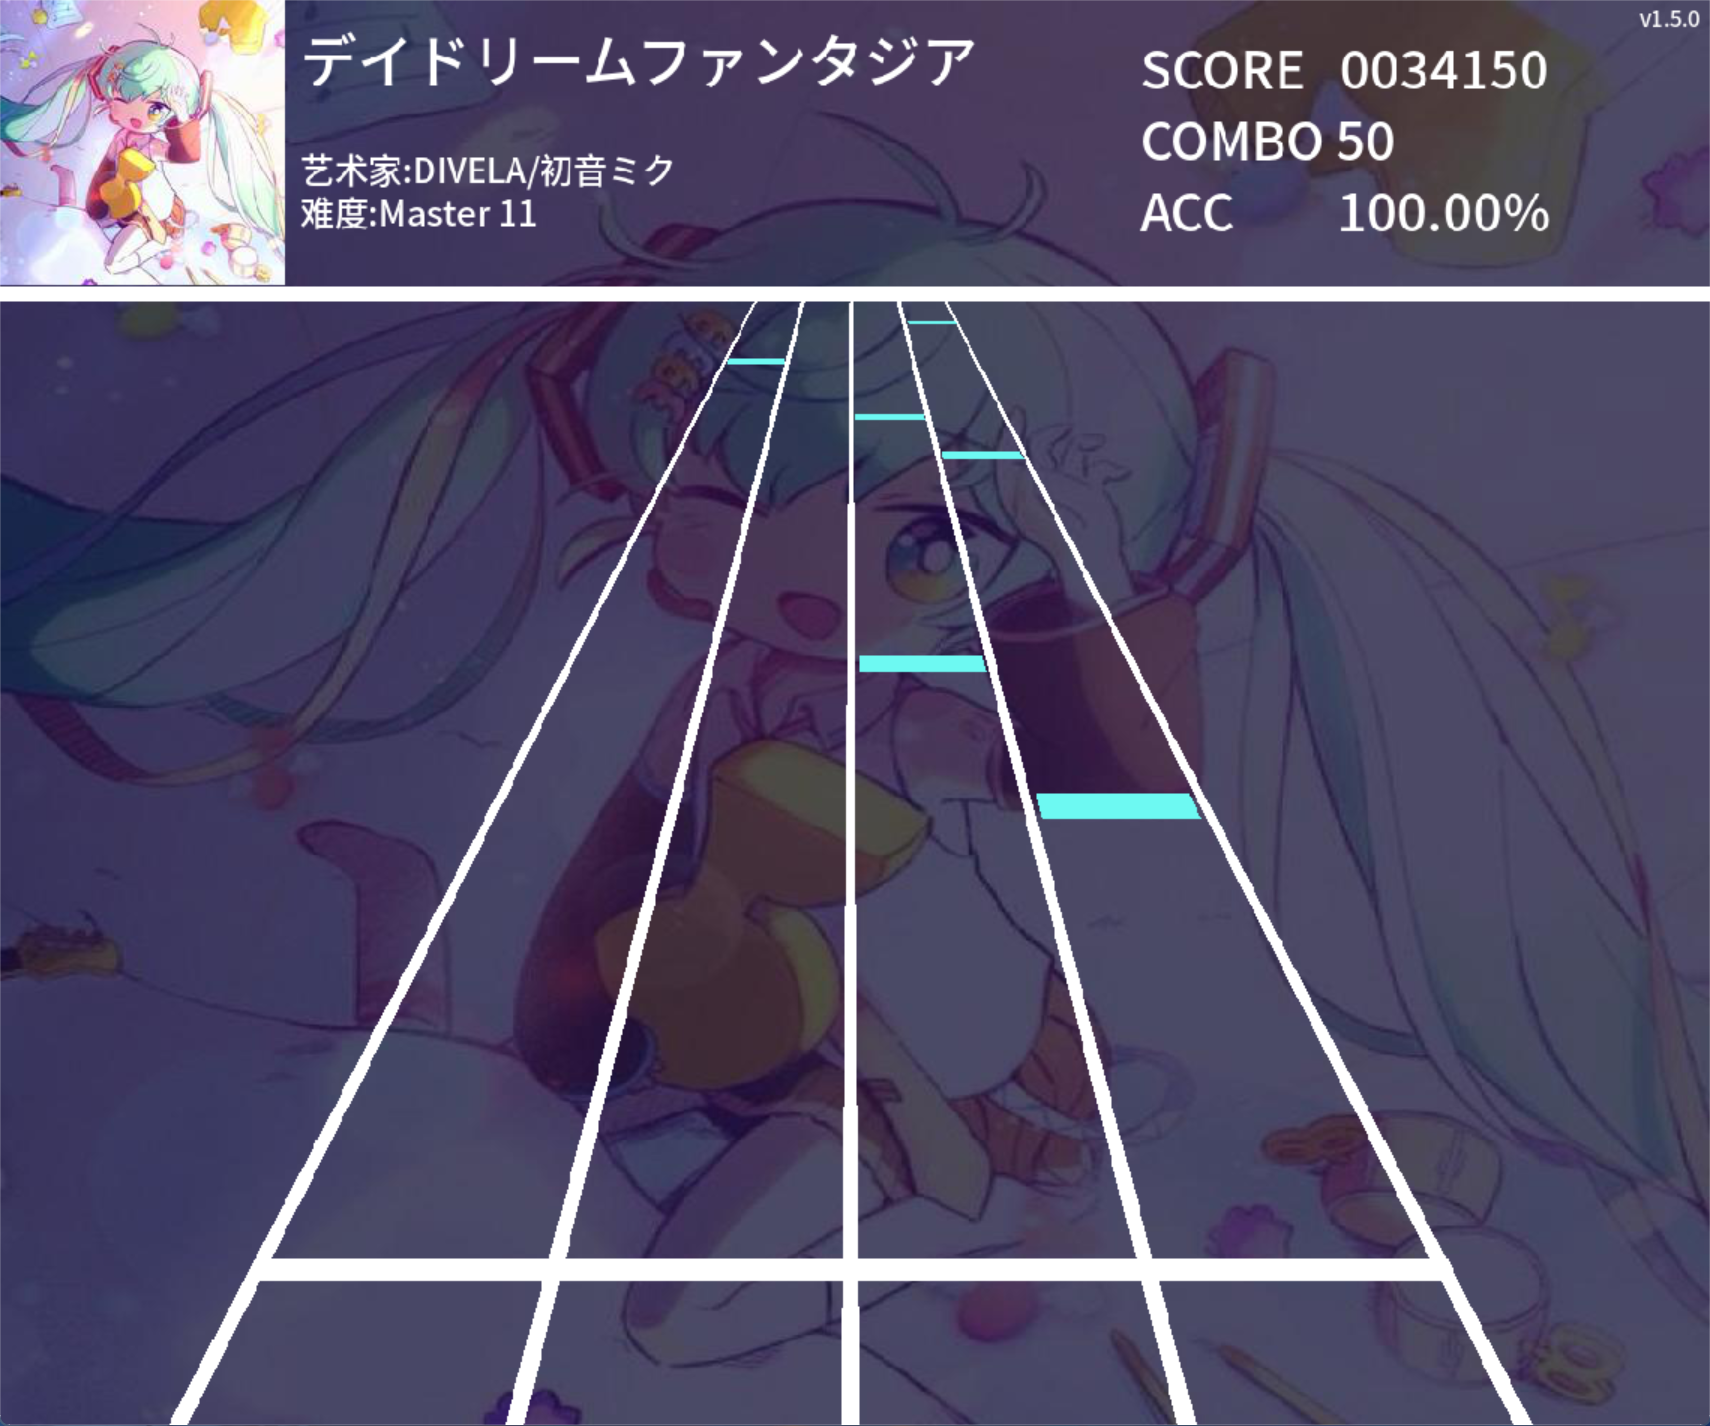 デイドリームファンタジア
艺术家:DIVELA/初音ミク
难度:Master 11
SCORE 0034150
COMBO 50
ACC 100.00%
v1.5.0